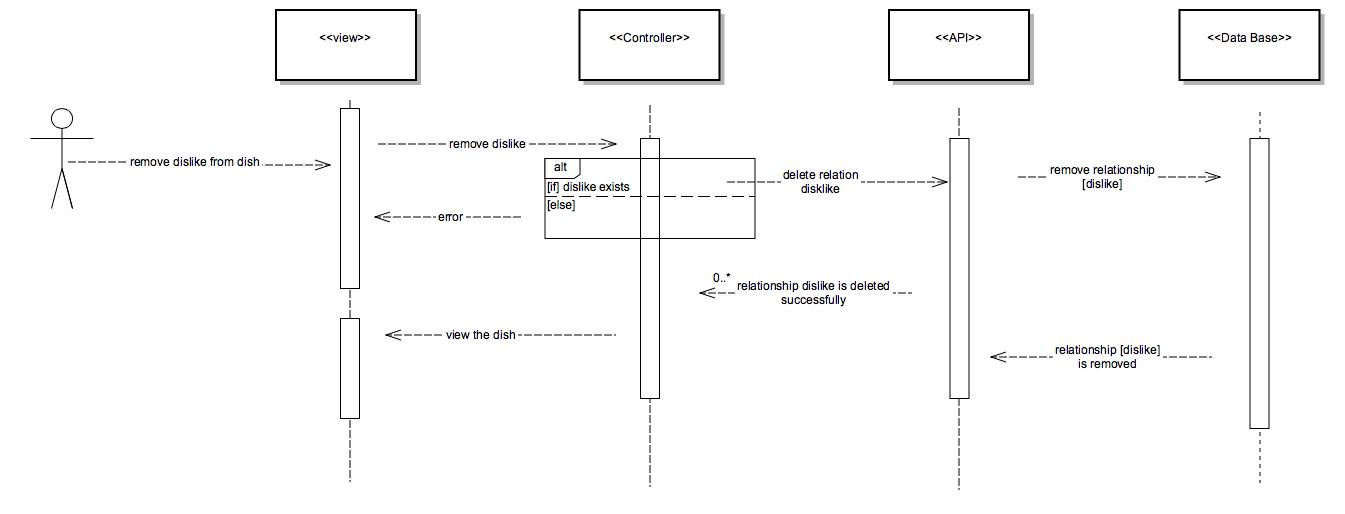 <<view>>
<<Controller>>
<<API>>
<<Data Base>>
remove dislike from dish
remove dislike
alt
[if] dislike exists
[else]
delete relation
disklike
remove relationship
[dislike]
error
0..*
relationship dislike is deleted
successfully
view the dish
relationship [dislike]
is removed